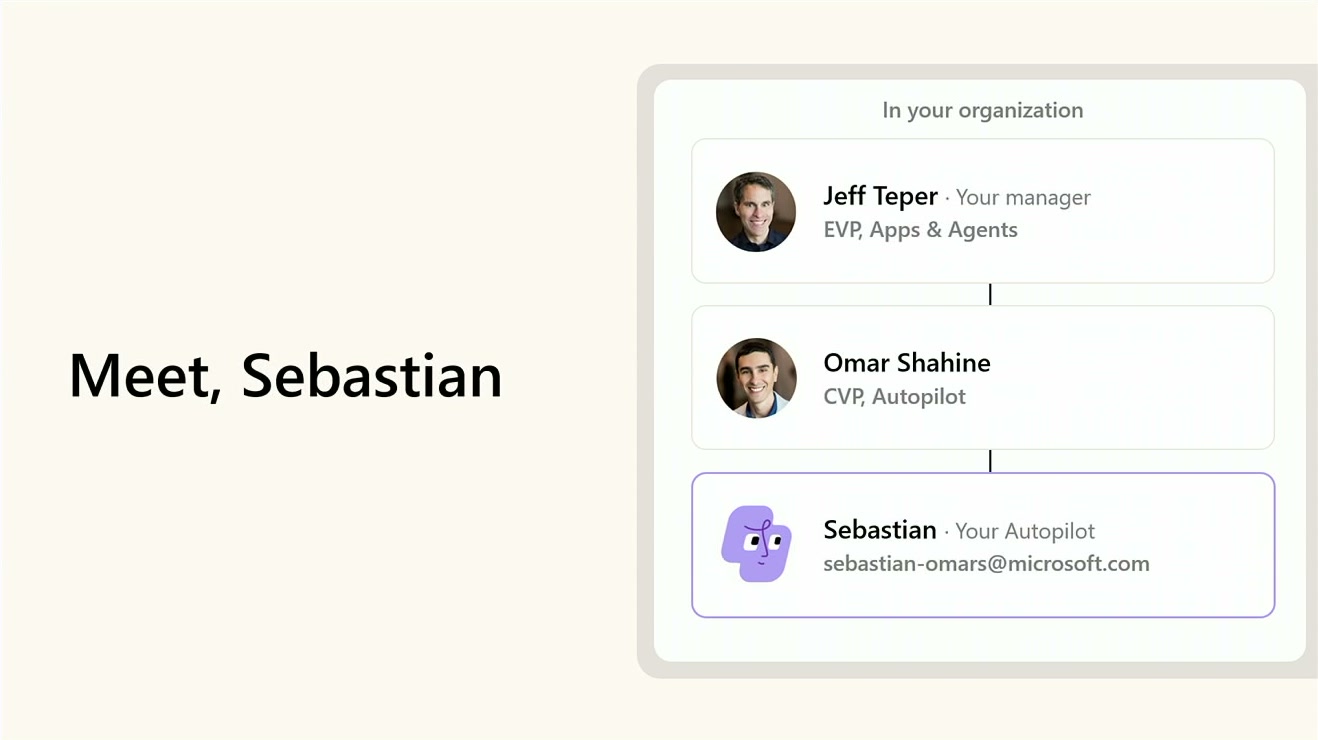 Meet, Sebastian
In your organization
Jeff Teper · Your manager
EVP, Apps & Agents
Omar Shahine
CVP, Autopilot
Sebastian · Your Autopilot
sebastian-omars@microsoft.com